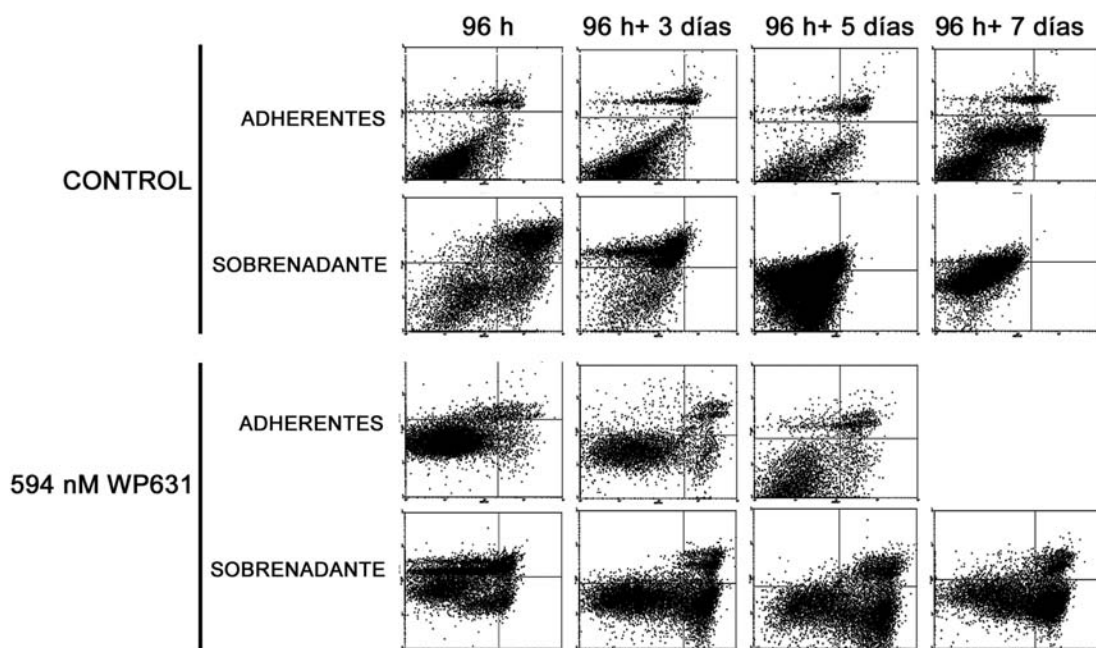 96 h 96 h+ 3 días 96 h+ 5 días 96 h+ 7 días
ADHERENTES
CONTROL
SOBRENADANTE
ADHERENTES
594 nM WP631
SOBRENADANTE